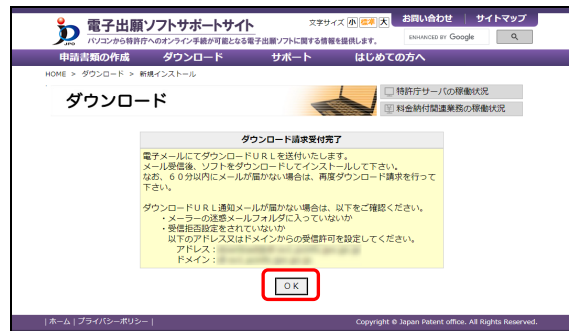 電子出願ソフトサポートサイト
文字サイズ 小 標準 大
お問い合わせ サイトマップ
JPO パソコンから特許庁へのオンライン手続が可能となる電子出願ソフトに関する情報を提供します。
ENHANCED BY Google
申請書類の作成 ダウンロード サポート はじめての方へ
HOME > ダウンロード > 新規インストール
ダウンロード
特許庁サーバの稼働状況
料金納付関連業務の稼働状況
ダウンロード請求受付完了
電子メールにてダウンロードURLを送付いたします。
メール受信後、ソフトをダウンロードしてインストールして下さい。
なお、60分以内にメールが届かない場合は、再度ダウンロード請求を行って
下さい。
ダウンロードURL通知メールが届かない場合は、以下をご確認ください。
・メーラーの迷惑メールフォルダに入っていないか
・受信拒否設定をされていないか
以下のアドレス又はドメインからの受信許可を設定してください。
アドレス：
ドメイン：
OK
| ホーム | プライバシーポリシー |
Copyright © Japan Patent office. All Rights Reserved.